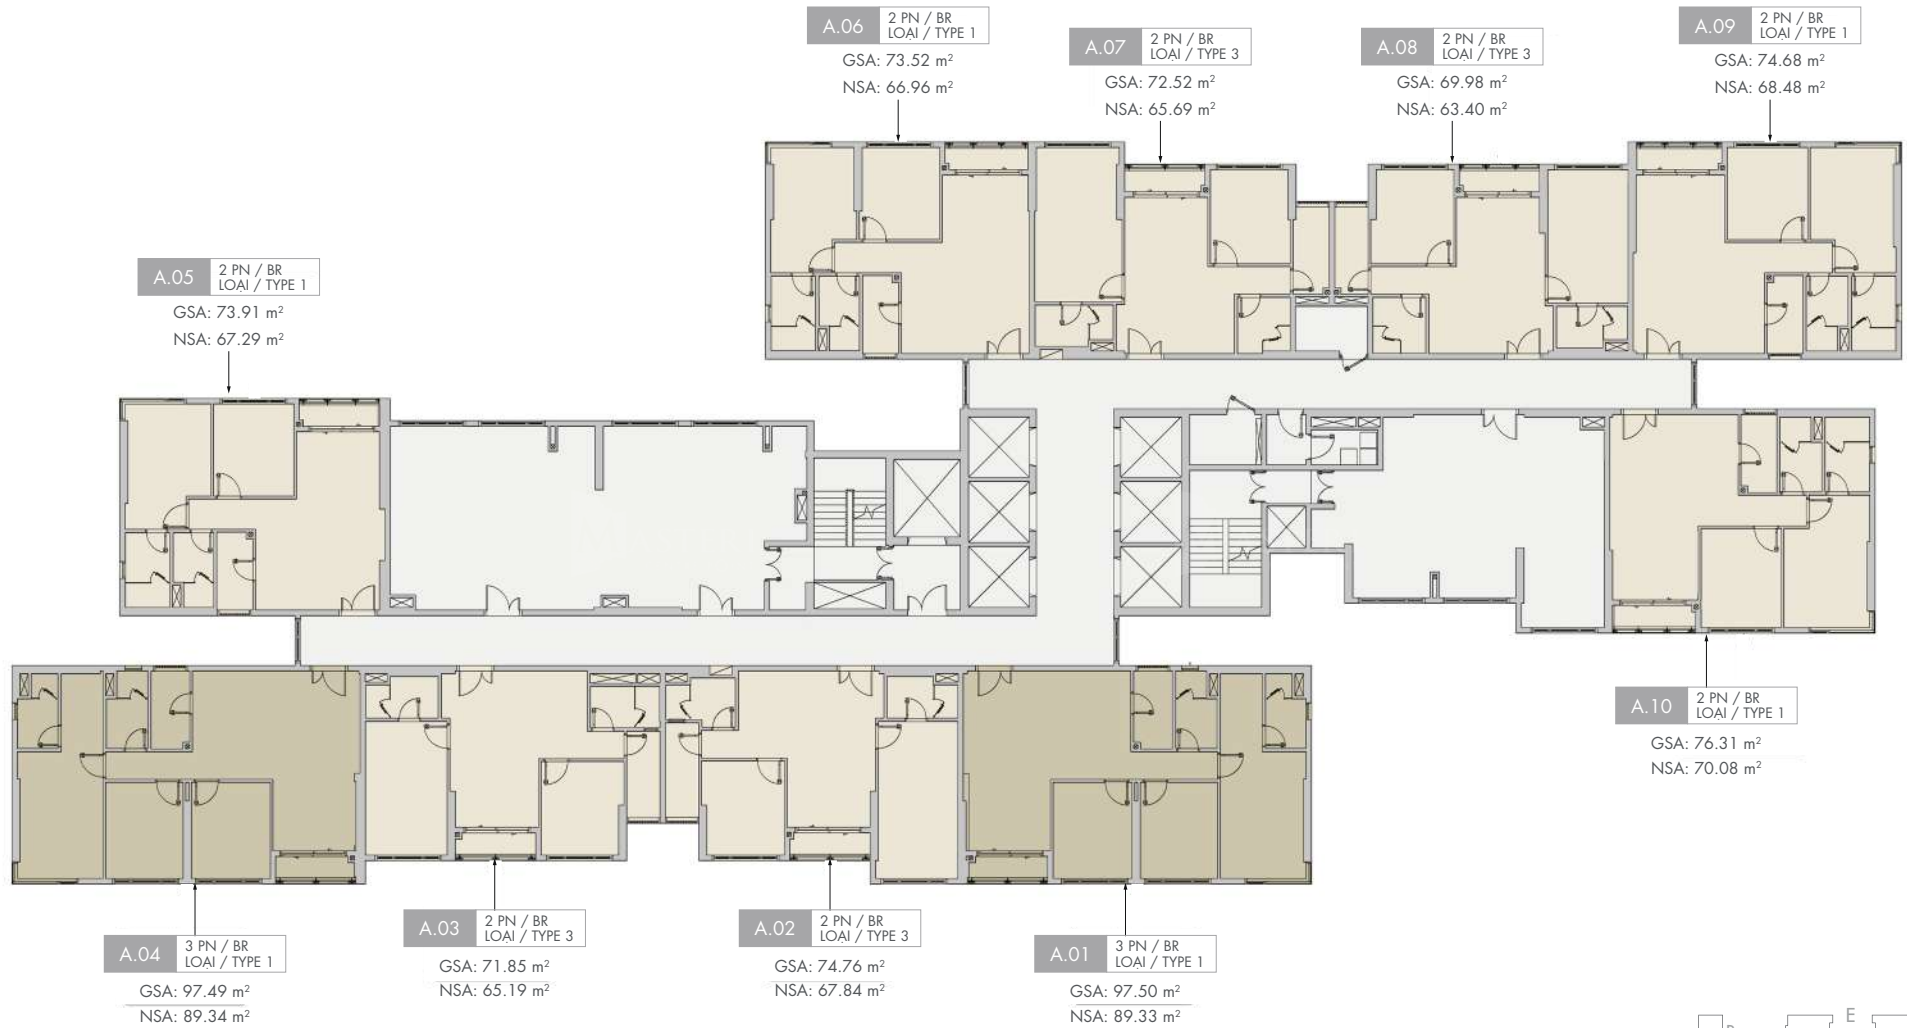 A.06
2 PN / BR
LOẠI / TYPE 1
GSA: 73.52 m²
NSA: 66.96 m²
A.07
2 PN / BR
LOẠI / TYPE 3
GSA: 72.52 m²
NSA: 65.69 m²
A.08
2 PN / BR
LOẠI / TYPE 3
GSA: 69.98 m²
NSA: 63.40 m²
A.09
2 PN / BR
LOẠI / TYPE 1
GSA: 74.68 m²
NSA: 68.48 m²
A.05
2 PN / BR
LOẠI / TYPE 1
GSA: 73.91 m²
NSA: 67.29 m²
A.10
2 PN / BR
LOẠI / TYPE 1
GSA: 76.31 m²
NSA: 70.08 m²
A.04
3 PN / BR
LOẠI / TYPE 1
GSA: 97.49 m²
NSA: 89.34 m²
A.03
2 PN / BR
LOẠI / TYPE 3
GSA: 71.85 m²
NSA: 65.19 m²
A.02
2 PN / BR
LOẠI / TYPE 3
GSA: 74.76 m²
NSA: 67.84 m²
A.01
3 PN / BR
LOẠI / TYPE 1
GSA: 97.50 m²
NSA: 89.33 m²
E